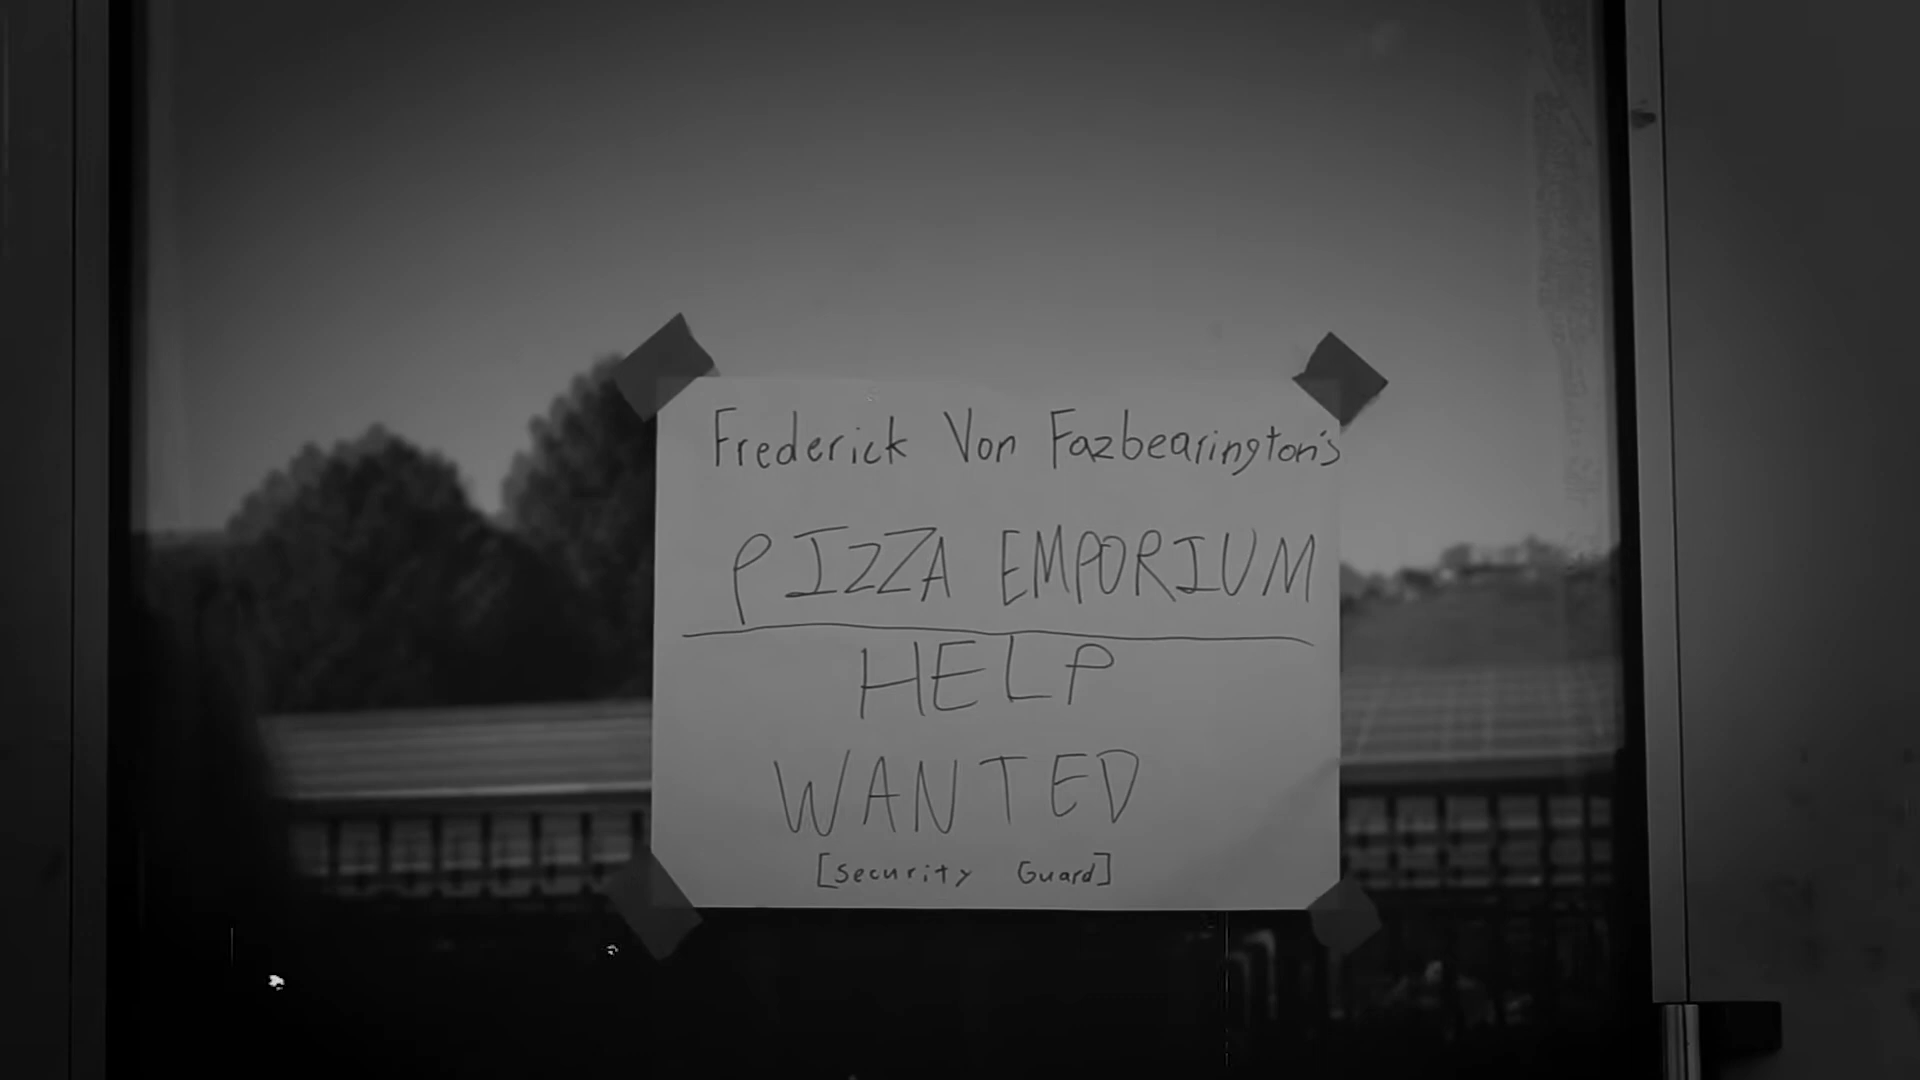 Frederick Von Fazbearington's
PIZZA EMPORIUM
HELP
WANTED
[Security Guard]